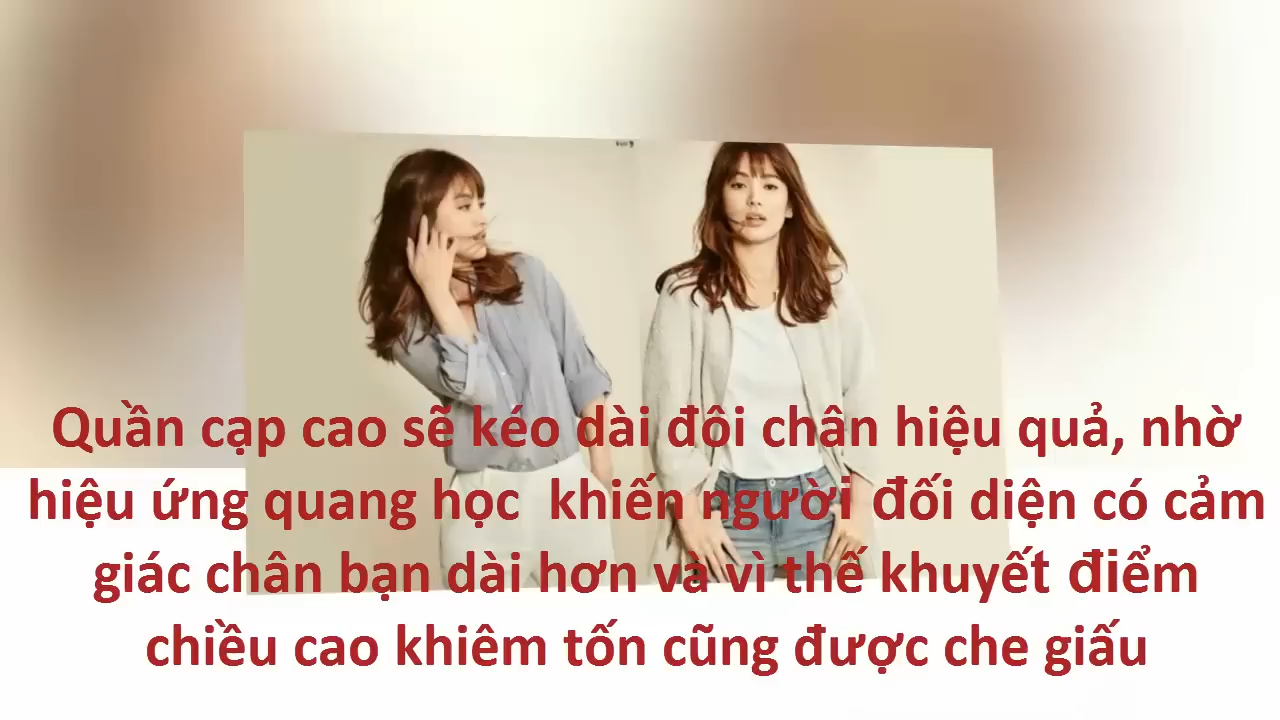 Quần cạp cao sẽ kéo dài đôi chân hiệu quả, nhờ
hiệu ứng quang học khiến người đối diện có cảm
giác chân bạn dài hơn và vì thế khuyết điểm
chiều cao khiêm tốn cũng được che giấu